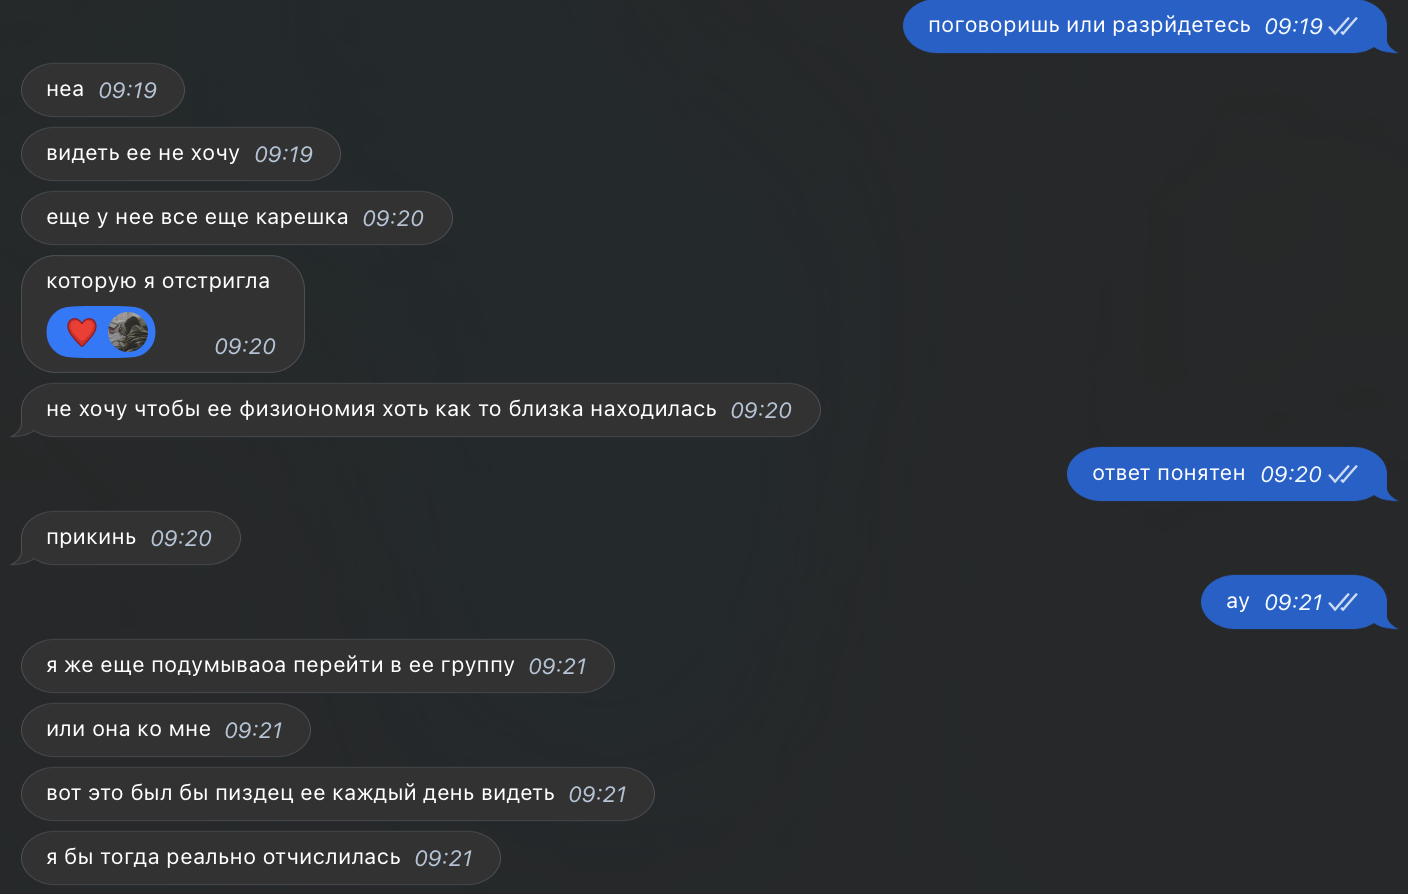 поговоришь или разрйдетесь 09:19
неа 09:19
видеть ее не хочу 09:19
еще у нее все еще карешка 09:20
которую я отстригла
09:20
не хочу чтобы ее физиономия хоть как то близка находилась 09:20
ответ понятен 09:20
прикинь 09:20
ау 09:21
я же еще подумываоа перейти в ее группу 09:21
или она ко мне 09:21
вот это был бы пиздец ее каждый день видеть 09:21
я бы тогда реально отчислилась 09:21